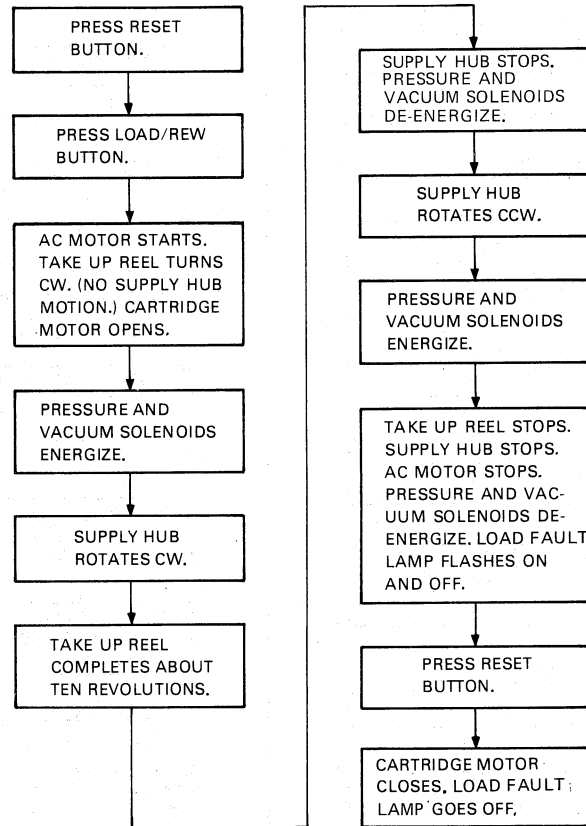 PRESS RESET
BUTTON.
PRESS LOAD/REW
BUTTON.
AC MOTOR STARTS.
TAKE UP REEL TURNS
CW. (NO SUPPLY HUB
MOTION.) CARTRIDGE
MOTOR OPENS.
PRESSURE AND
VACUUM SOLENOIDS
ENERGIZE.
SUPPLY HUB
ROTATES CW.
TAKE UP REEL
COMPLETES ABOUT
TEN REVOLUTIONS.
SUPPLY HUB STOPS.
PRESSURE AND
VACUUM SOLENOIDS
DE-ENERGIZE.
SUPPLY HUB
ROTATES CCW.
PRESSURE AND
VACUUM SOLENOIDS
ENERGIZE.
TAKE UP REEL STOPS.
SUPPLY HUB STOPS.
AC MOTOR STOPS.
PRESSURE AND VAC-
UUM SOLENOIDS DE-
ENERGIZE. LOAD FAULT
LAMP FLASHES ON
AND OFF.
PRESS RESET
BUTTON.
CARTRIDGE MOTOR
CLOSES, LOAD FAULT
LAMP GOES OFF.